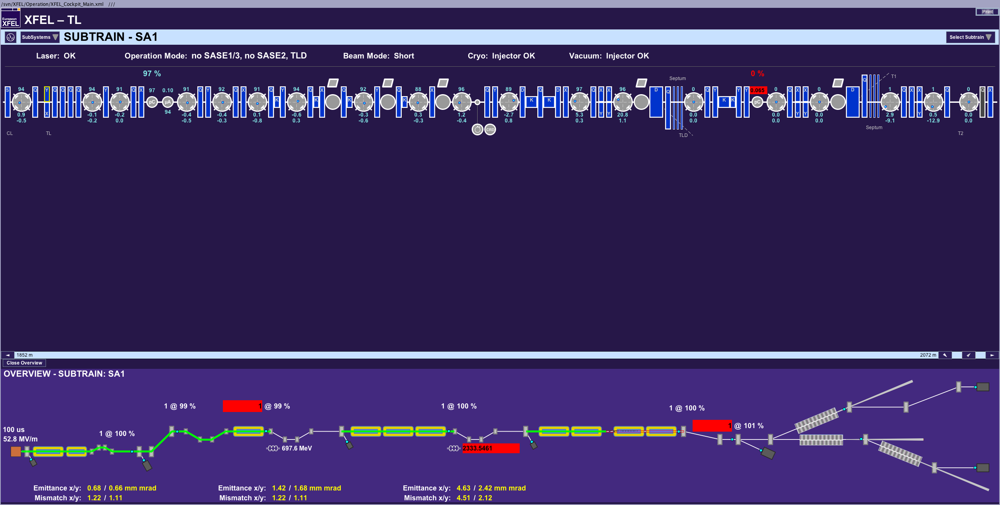 /svn/XFEL/Operation/XFEL_Cockpit_Main.xml ///
Print
European
XFEL
XFEL – TL
SubSystems SUBTRAIN - SA1 Select Subtrain
Laser: OK Operation Mode: no SASE1/3, no SASE2, TLD Beam Mode: Short Cryo: Injector OK Vacuum: Injector OK
97 % 0 %
Septum T1
S 94 Q Y Q Q Q Q 94 Y 91 Q X 97 0.10 91 Q Y 92 Q X 91 Q Y 94 Q X Q 92 Y Q 88 X 96 Q Y 89 D Q D X 97 Q X X 96 D Q 0 Q Y Y Y 0.065 0 Q X X 0 D Q 1 Q X X 1 Q 0 Q X
pC µA K K K K K K K K pC
X 94 Y Y Y Y Y
0.9 -0.1 -0.2 -0.4 -0.4 0.1 -0.6 -0.3 0.3 1.2 -2.7 5.3 20.8 0.0 0.0 0.0 2.9 0.5 0.0
-0.5 -0.2 0.0 -0.5 -0.3 -0.8 0.3 -0.6 -0.3 -0.4 0.8 0.3 1.1 0.0 0.0 0.0 -9.1 -12.9 0.0
CRD Septum
CL TL TLD T2
1852 m 2072 m
Close Overview
OVERVIEW - SUBTRAIN: SA1
1 @ 99 % 1 @ 99 % 1 @ 100 % 1 @ 100 %
100 us 1 @ 101 %
52.8 MV/m 1 @ 100 %
697.6 MeV 2333.5461
Emittance x/y: 0.68 / 0.66 mm mrad Emittance x/y: 1.42 / 1.68 mm mrad Emittance x/y: 4.63 / 2.42 mm mrad
Mismatch x/y: 1.22 / 1.11 Mismatch x/y: 1.22 / 1.11 Mismatch x/y: 4.51 / 2.12